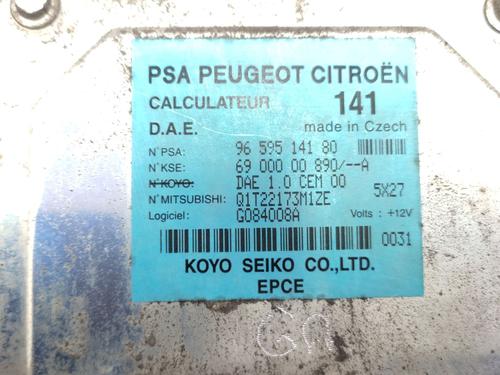 PSA PEUGEOT CITROËN
CALCULATEUR 141
D.A.E. made in Czech
N°PSA: 96 595 141 80
N°KSE: 69 000 00 890/--A
N°KOYO: DAE 1.0 CEM 00
N°MITSUBISHI: Q1T22173M1ZE 5X27
Logiciel: G084008A Volts : +12V
0031
KOYO SEIKO CO.,LTD.
EPCE